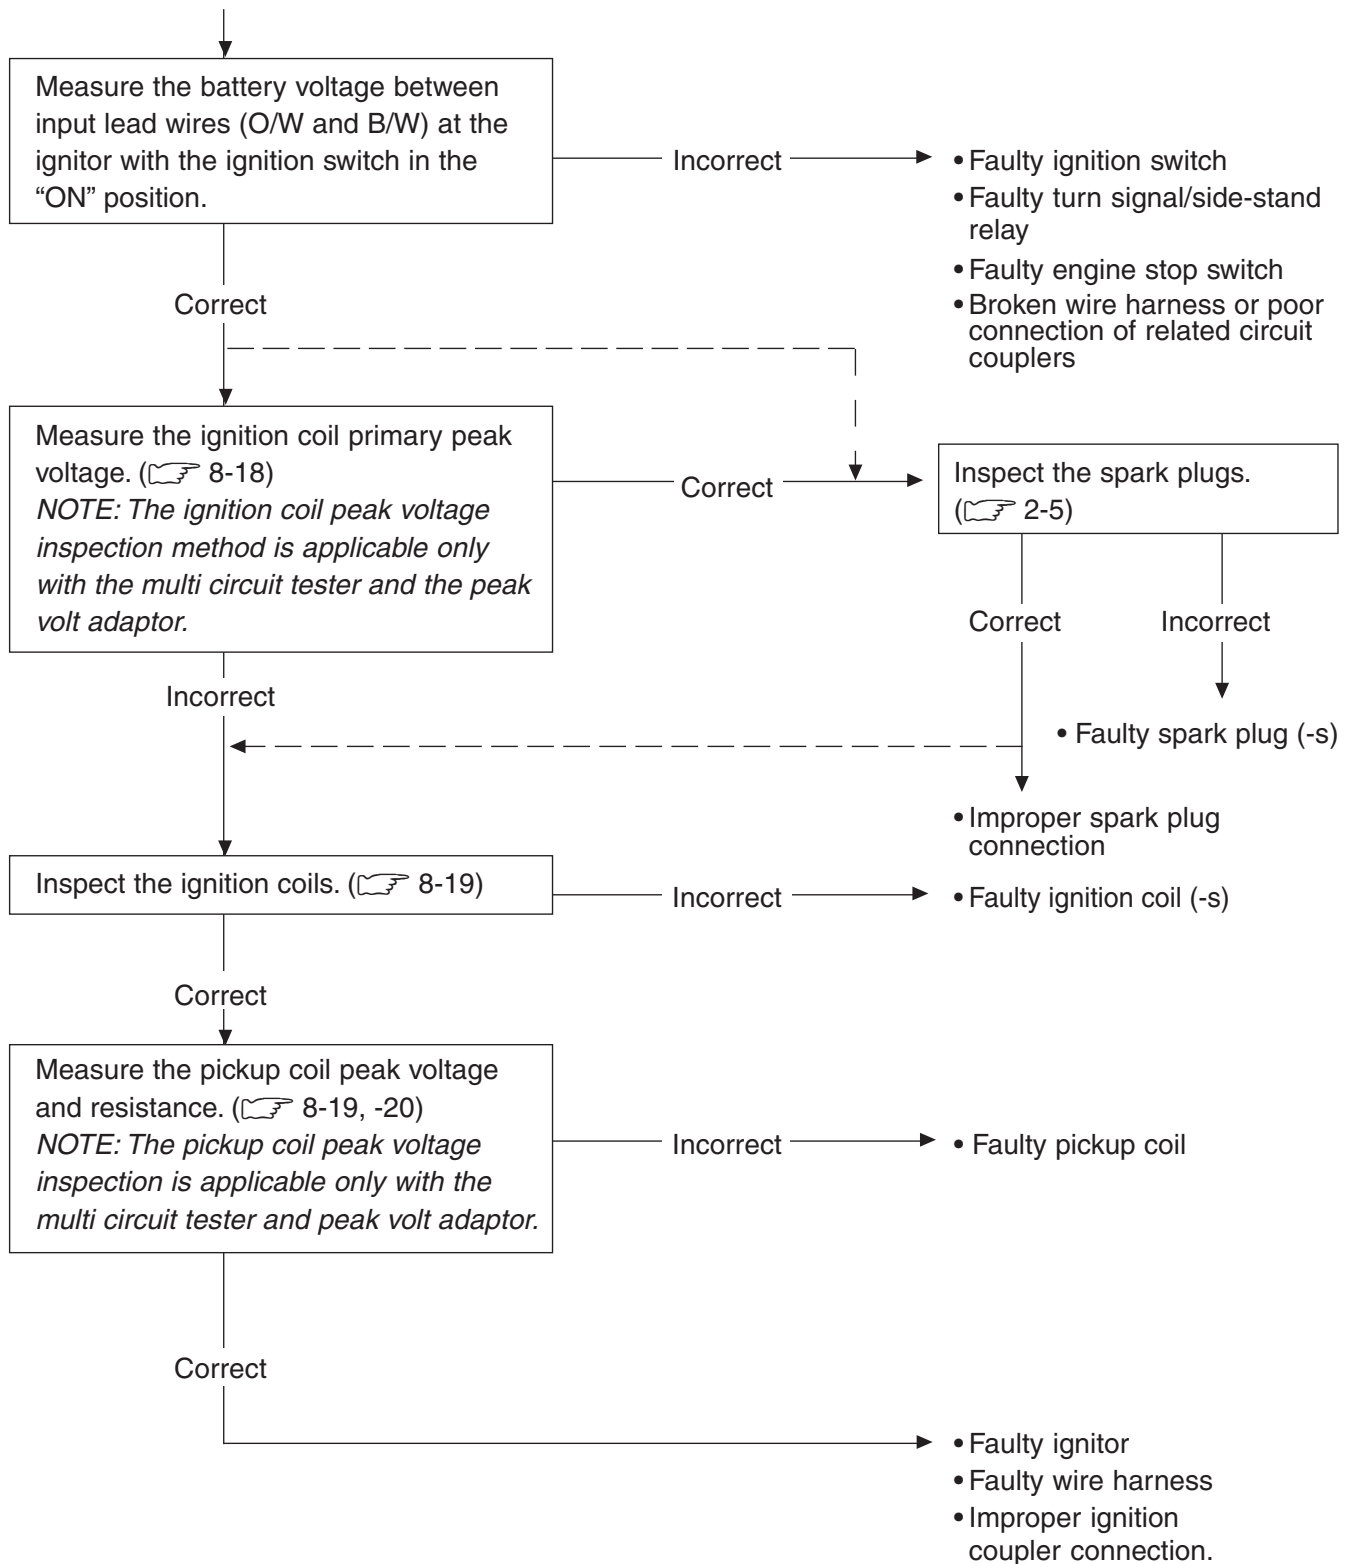 Measure the battery voltage between
input lead wires (O/W and B/W) at the
ignitor with the ignition switch in the
“ON” position.
Incorrect
• Faulty ignition switch
• Faulty turn signal/side-stand
relay
• Faulty engine stop switch
• Broken wire harness or poor
connection of related circuit
couplers
Correct
Measure the ignition coil primary peak
voltage. (☞ 8-18)
NOTE: The ignition coil peak voltage
inspection method is applicable only
with the multi circuit tester and the peak
volt adaptor.
Correct
Inspect the spark plugs.
(☞ 2-5)
Correct
Incorrect
• Faulty spark plug (-s)
• Improper spark plug
connection
Incorrect
Inspect the ignition coils. (☞ 8-19)
Incorrect
• Faulty ignition coil (-s)
Correct
Measure the pickup coil peak voltage
and resistance. (☞ 8-19, -20)
NOTE: The pickup coil peak voltage
inspection is applicable only with the
multi circuit tester and peak volt adaptor.
Incorrect
• Faulty pickup coil
Correct
• Faulty ignitor
• Faulty wire harness
• Improper ignition
coupler connection.